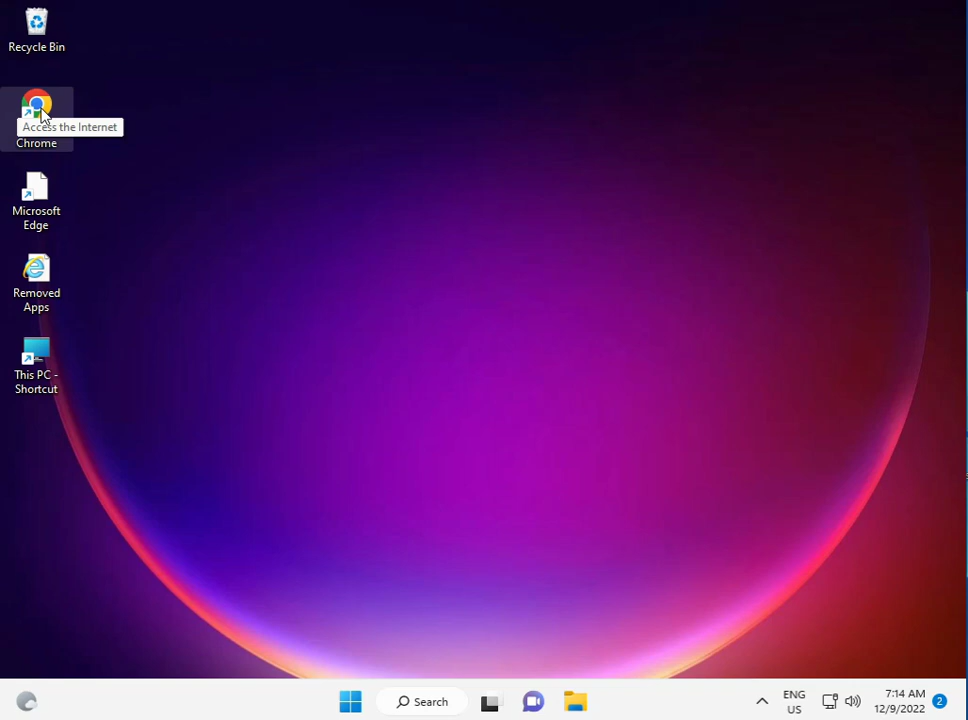 Recycle Bin
Access the Internet
Chrome
Microsoft
Edge
Removed
Apps
This PC -
Shortcut
Search
ENG
US
7:14 AM
12/9/2022
2